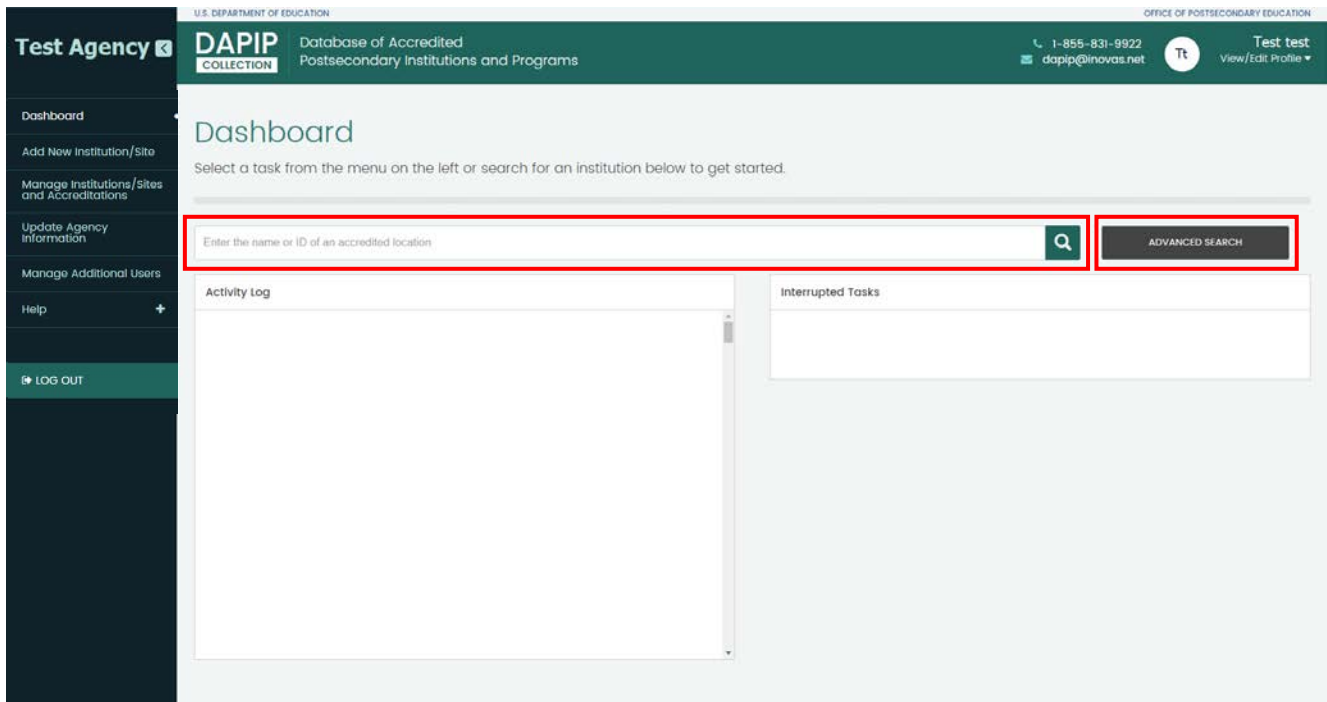 U.S. DEPARTMENT OF EDUCATION
OFFICE OF POSTSECONDARY EDUCATION
Test Agency
DAPIP
COLLECTION
Database of Accredited
Postsecondary Institutions and Programs
1-855-831-9922
dapip@inovas.net
Tt
Test test
View/Edit Profile
Dashboard
Add New Institution/Site
Manage Institutions/Sites
and Accreditations
Update Agency
Information
Manage Additional Users
Help +
LOG OUT
Dashboard
Select a task from the menu on the left or search for an institution below to get started.
Enter the name or ID of an accredited location
ADVANCED SEARCH
Activity Log
Interrupted Tasks